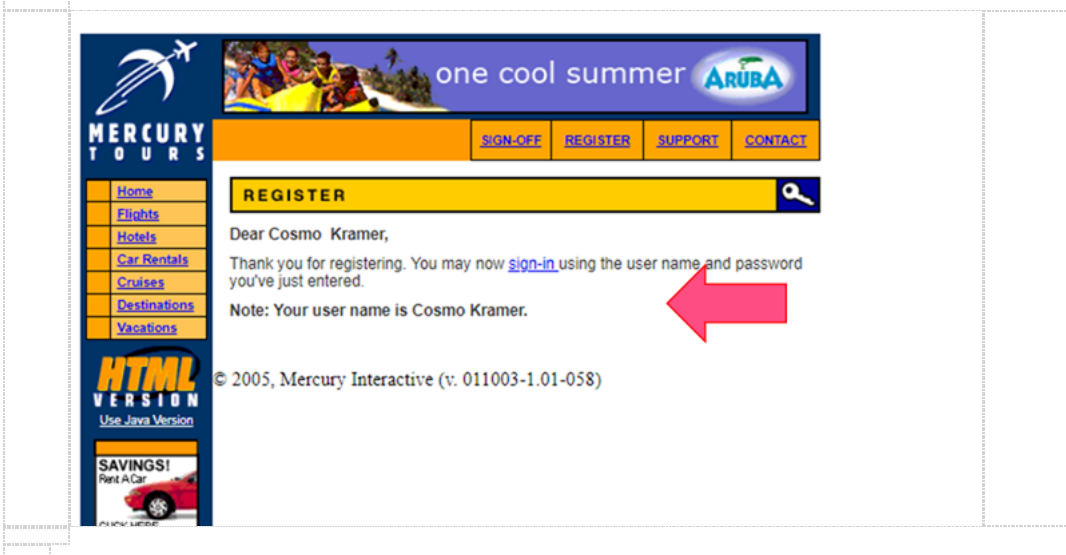 one cool summer ARUBA
MERCURY
TOURS
SIGN-OFF REGISTER SUPPORT CONTACT
Home
Flights
Hotels
Car Rentals
Cruises
Destinations
Vacations
REGISTER
Dear Cosmo Kramer,
Thank you for registering. You may now sign-in using the user name and password
you've just entered.
Note: Your user name is Cosmo Kramer.
© 2005, Mercury Interactive (v. 011003-1.01-058)
HTML
VERSION
Use Java Version
SAVINGS!
Rent A Car
CLICK HERE